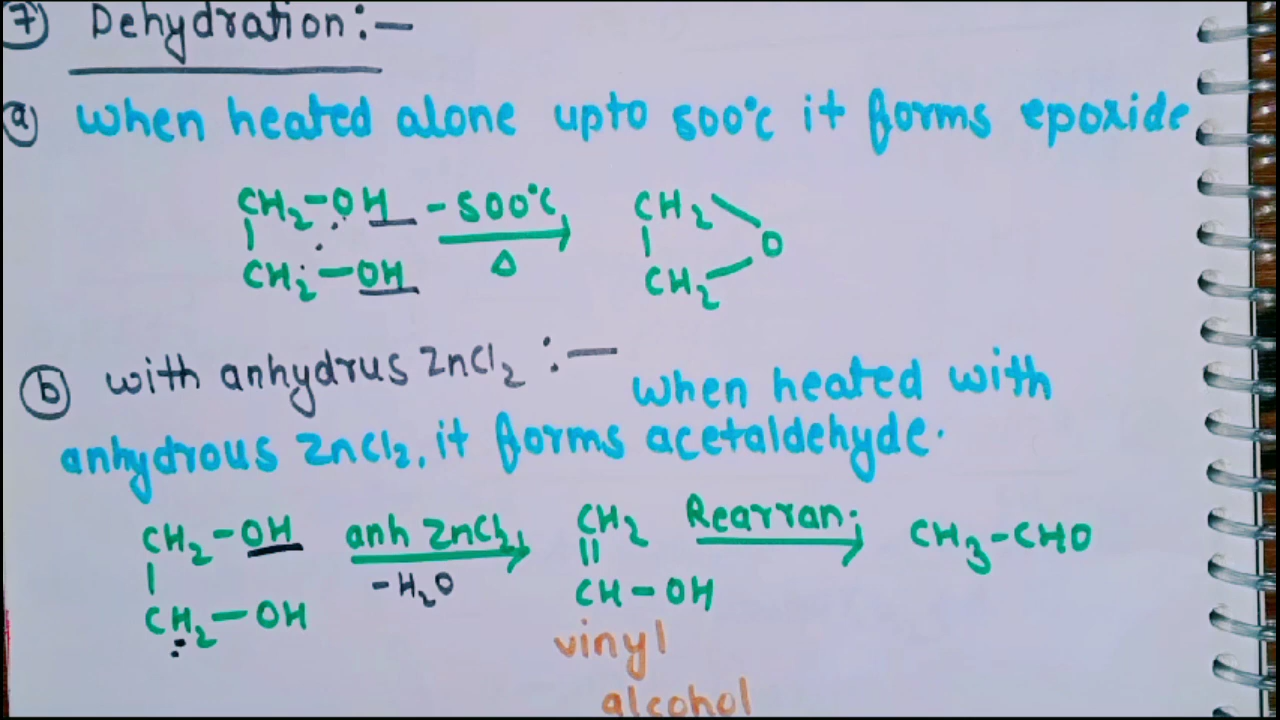 7 Dehydration:-
a When heated alone upto 500°C it forms epoxide
CH2-OH -500°C CH2
CH2-OH Δ CH2 O
b with anhydrus ZnCl2 :- When heated with
anhydrous ZnCl2, it forms acetaldehyde.
CH2-OH anh ZnCl2 CH2 Rearran; CH3-CHO
CH2-OH -H2O CH-OH
vinyl
alcohol